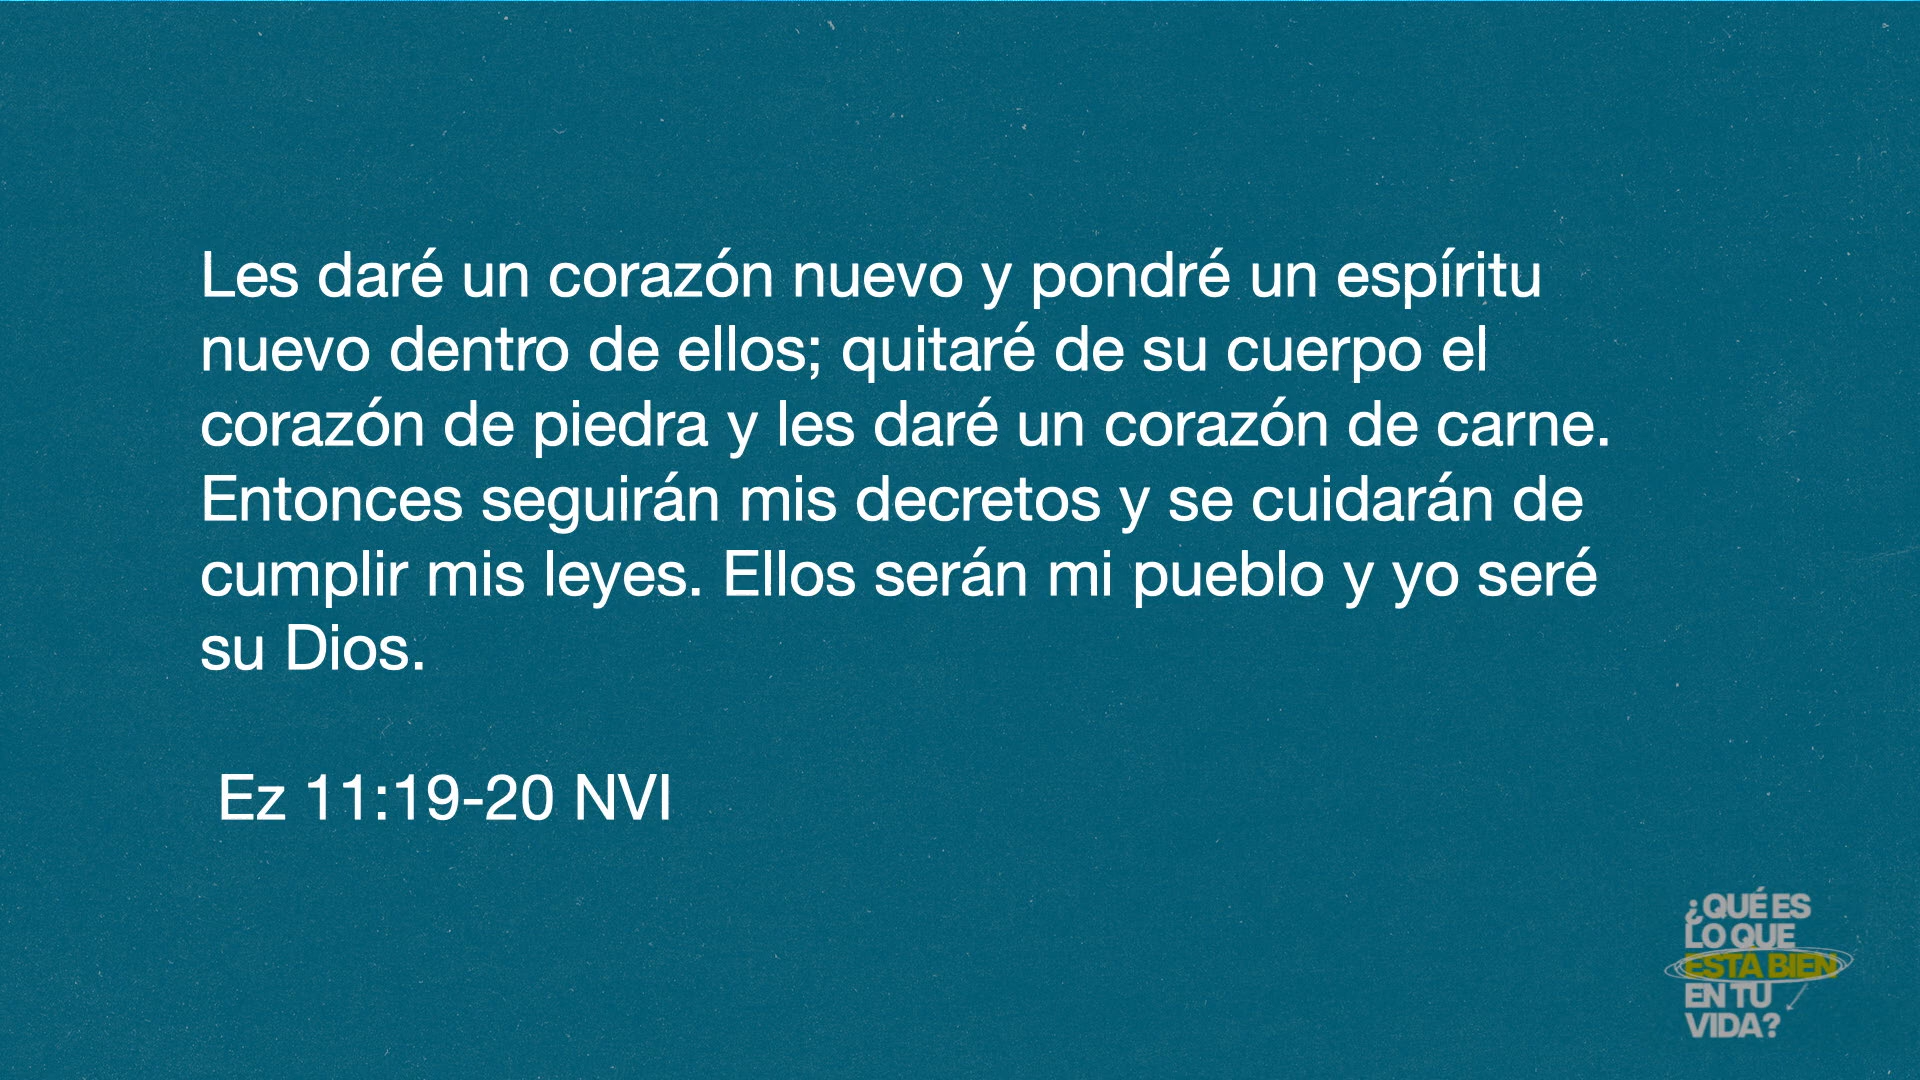 Les daré un corazón nuevo y pondré un espíritu
nuevo dentro de ellos; quitaré de su cuerpo el
corazón de piedra y les daré un corazón de carne.
Entonces seguirán mis decretos y se cuidarán de
cumplir mis leyes. Ellos serán mi pueblo y yo seré
su Dios.
Ez 11:19-20 NVI
¿QUÉ ES
LO QUE
ESTÁ BIEN
EN TU
VIDA?